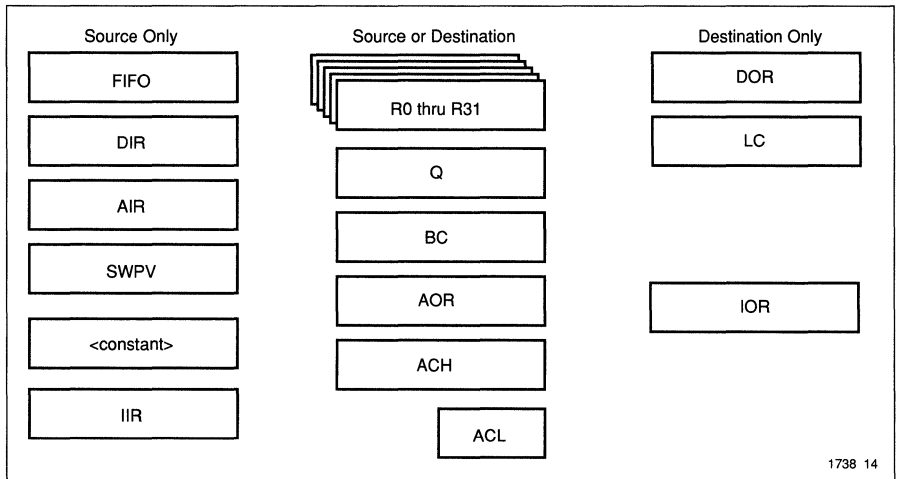 Source Only
FIFO
DIR
AIR
SWPV
<constant>
IIR
Source or Destination
R0 thru R31
Q
BC
AOR
ACH
ACL
Destination Only
DOR
LC
IOR
1738 14